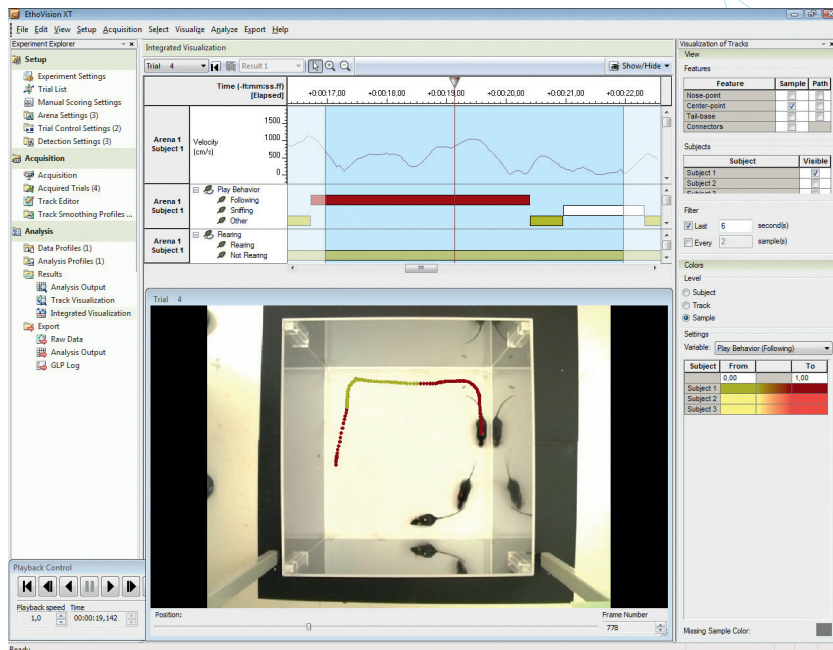 EthoVision XT
File Edit View Setup Acquisition Select Visualize Analyze Export Help
Experiment Explorer
Setup
Experiment Settings
Trial List
Manual Scoring Settings
Arena Settings (3)
Trial Control Settings (2)
Detection Settings (3)
Acquisition
Acquisition
Acquired Trials (4)
Track Editor
Track Smoothing Profiles ...
Analysis
Data Profiles (1)
Analysis Profiles (1)
Results
Analysis Output
Track Visualization
Integrated Visualization
Export
Raw Data
Analysis Output
GLP Log
Playback Control
Playback speed Time
1,0 00:00:19,142
Ready
Integrated Visualization
Trial 4 Result 1 Show/Hide
Time (-H:mm:ss.ff)
[Elapsed]
+0:00:17,00 +0:00:18,00 +0:00:19,00 +0:00:20,00 +0:00:21,00 +0:00:22,00
Arena 1
Subject 1
Velocity
(cm/s)
1500
1000
500
0
Arena 1
Subject 1
Play Behavior
Following
Sniffing
Other
Arena 1
Subject 1
Rearing
Rearing
Not Rearing
Trial 4
Position:
Frame Number
778
Visualization of Tracks
View
Features
Feature Sample Path
Nose-point
Center-point
Tail-base
Connectors
Subjects
Subject Visible
Subject 1
Subject 2
Filter
Last 6 second(s)
Every 2 sample(s)
Colors
Level
Subject
Track
Sample
Settings
Variable: Play Behavior (Following)
Subject From To
0,00 1,00
Subject 1
Subject 2
Subject 3
Missing Sample Color: